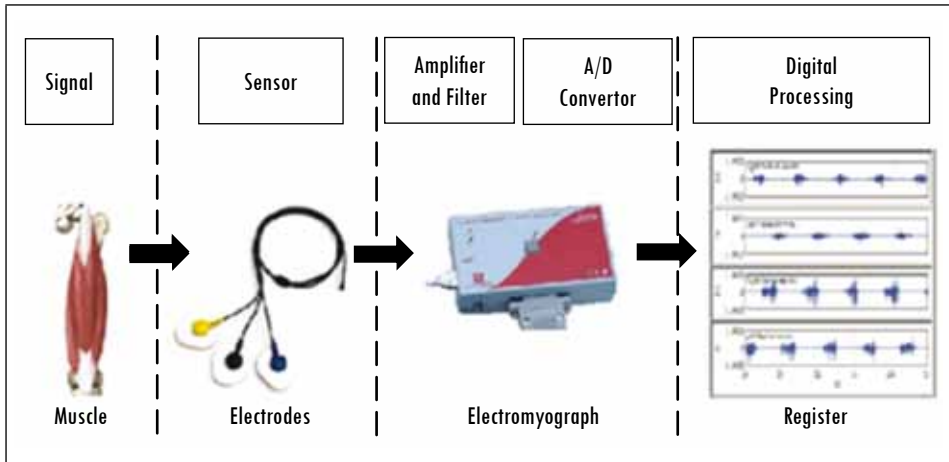 Signal
Sensor
Amplifier
and Filter
A/D
Convertor
Digital
Processing
Muscle
Electrodes
Electromyograph
Register